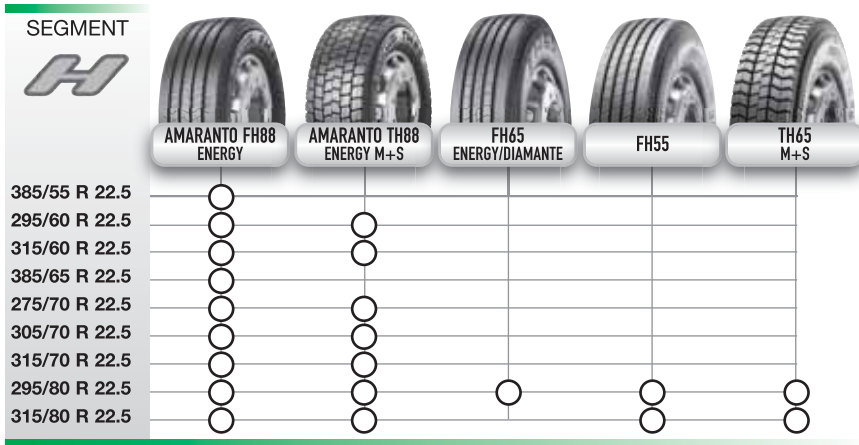 SEGMENT
H
AMARANTO FH88
ENERGY
AMARANTO TH88
ENERGY M+S
FH65
ENERGY/DIAMANTE
FH55
TH65
M+S
385/55 R 22.5
295/60 R 22.5
315/60 R 22.5
385/65 R 22.5
275/70 R 22.5
305/70 R 22.5
315/70 R 22.5
295/80 R 22.5
315/80 R 22.5